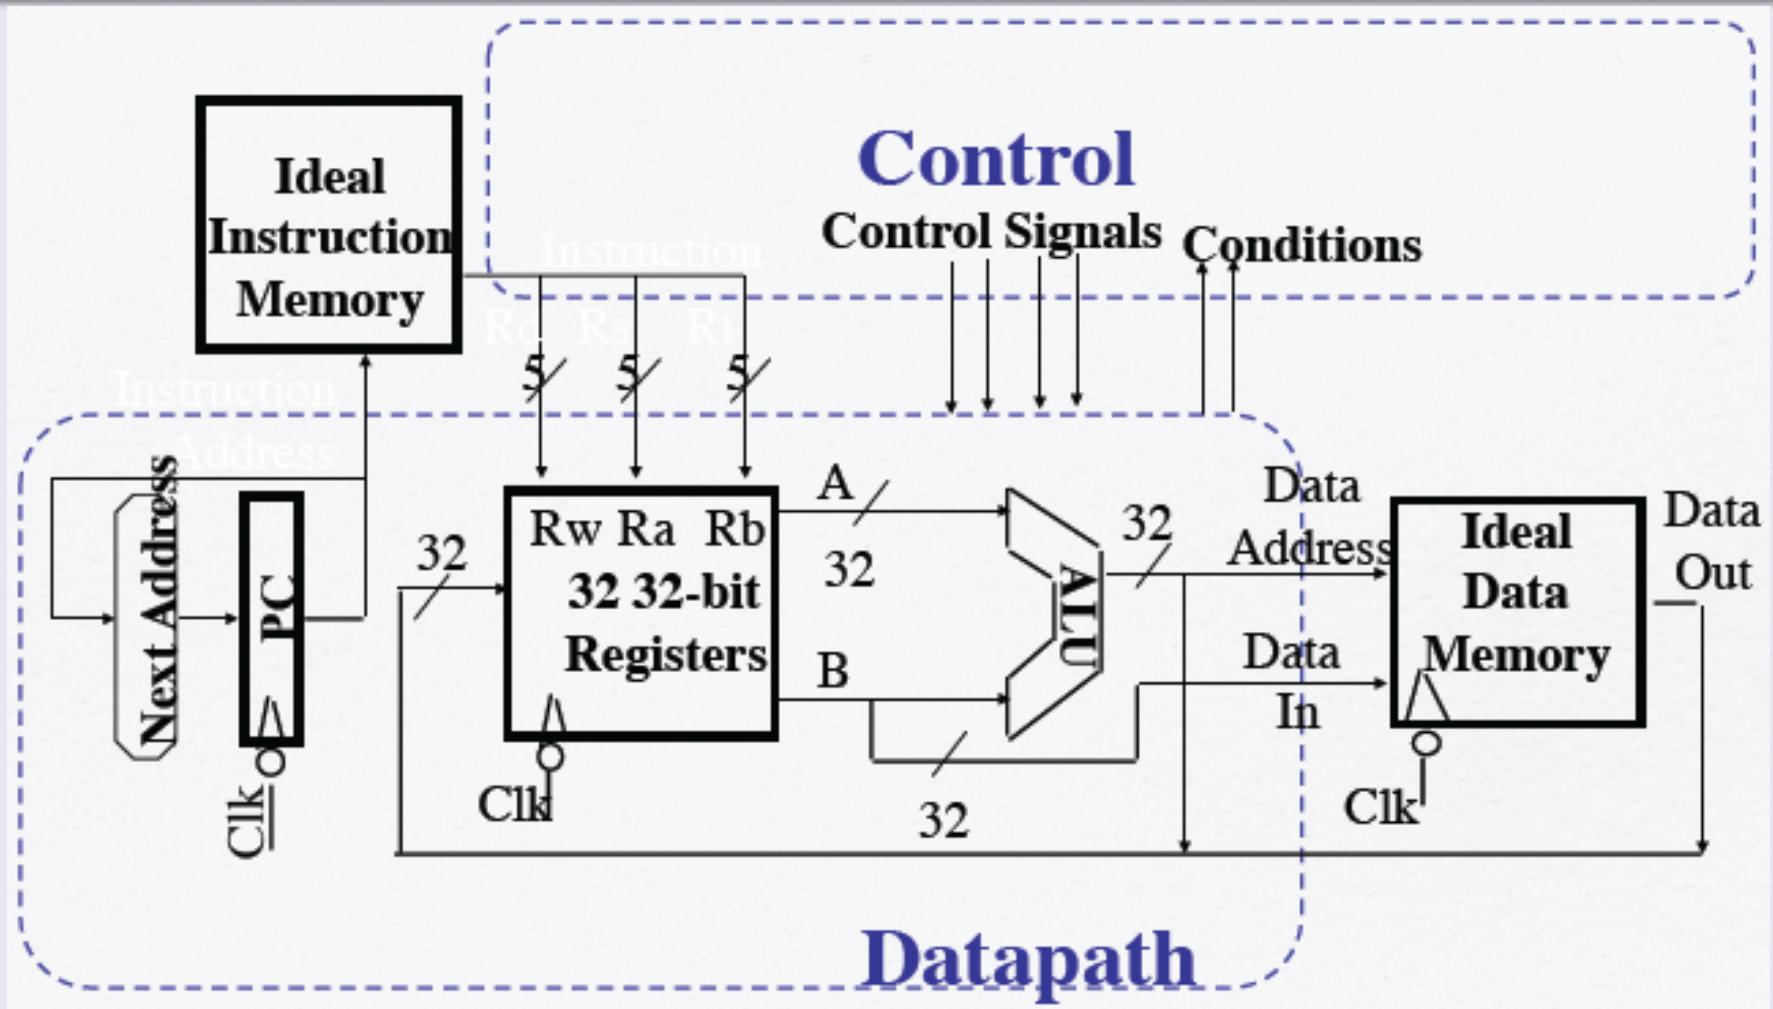 Control
Ideal
Instruction
Memory
Control Signals
Conditions
Instruction
Rd Rs Rt
5 5 5
Instruction
Address
Next Address
PC
Clk
32
Rw Ra Rb
32 32-bit
Registers
Clk
A
32
B
32
ALU
32
Data
Address
Data
In
Ideal
Data
Memory
Clk
Data
Out
Datapath